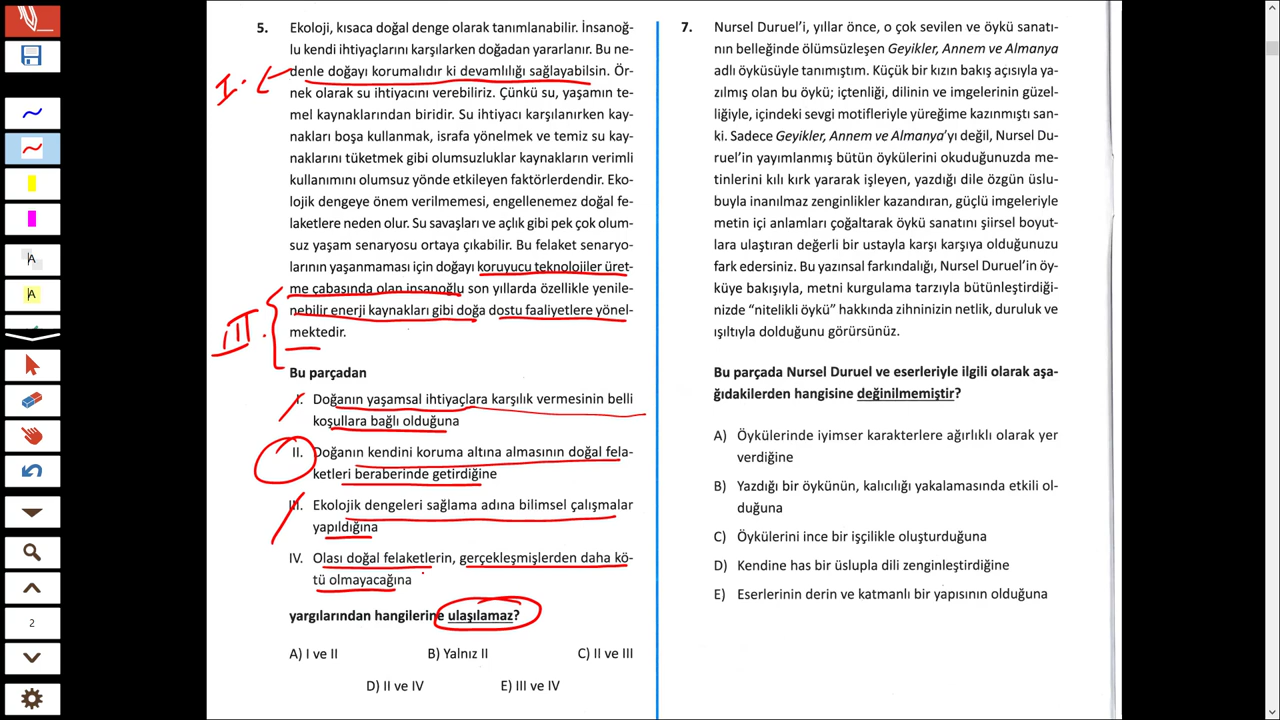 5. Ekoloji, kısaca doğal denge olarak tanımlanabilir. İnsanoğ-
lu kendi ihtiyaçlarını karşılarken doğadan yararlanır. Bu ne-
denle doğayı korumalıdır ki devamlılığı sağlayabilsin. Ör-
nek olarak su ihtiyacını verebiliriz. Çünkü su, yaşamın te-
mel kaynaklarından biridir. Su ihtiyacı karşılanırken kay-
nakları boşa kullanmak, israfa yönelmek ve temiz su kay-
naklarını tüketmek gibi olumsuzluklar kaynakların verimli
kullanımını olumsuz yönde etkileyen faktörlerdendir. Eko-
lojik dengeye önem verilmemesi, engellenemez doğal fe-
laketlere neden olur. Su savaşları ve açlık gibi pek çok olum-
suz yaşam senaryosu ortaya çıkabilir. Bu felaket senaryo-
larının yaşanmaması için doğayı koruyucu teknolojiler üret-
me çabasında olan insanoğlu son yıllarda özellikle yenile-
nebilir enerji kaynakları gibi doğa dostu faaliyetlere yönel-
mektedir.
I.
III.
Bu parçadan
I. Doğanın yaşamsal ihtiyaçlara karşılık vermesinin belli
koşullara bağlı olduğuna
II. Doğanın kendini koruma altına almasının doğal fela-
ketleri beraberinde getirdiğine
III. Ekolojik dengeleri sağlama adına bilimsel çalışmalar
yapıldığına
IV. Olası doğal felaketlerin, gerçekleşmişlerden daha kö-
tü olmayacağına
yargılarından hangilerine ulaşılamaz?
A) I ve II B) Yalnız II C) II ve III
D) II ve IV E) III ve IV
7. Nursel Duruel’i, yıllar önce, o çok sevilen ve öykü sanatı-
nın belleğinde ölümsüzleşen Geyikler, Annem ve Almanya
adlı öyküsüyle tanımıştım. Küçük bir kızın bakış açısıyla ya-
zılmış olan bu öykü; içtenliği, dilinin ve imgelerinin güzel-
liğiyle, içindeki sevgi motifleriyle yüreğime kazınmıştı san-
ki. Sadece Geyikler, Annem ve Almanya’yı değil, Nursel Du-
ruel’in yayımlanmış bütün öykülerini okuduğunuzda me-
tinlerini kılı kırk yararak işleyen, yazdığı dile özgün üslu-
buyla inanılmaz zenginlikler kazandıran, güçlü imgeleriyle
metin içi anlamları çoğaltarak öykü sanatını şiirsel boyut-
lara ulaştıran değerli bir ustayla karşı karşıya olduğunuzu
fark edersiniz. Bu yazınsal farkındalığı, Nursel Duruel’in öy-
küye bakışıyla, metni kurgulama tarzıyla bütünleştirdiği-
nizde “nitelikli öykü” hakkında zihninizin netlik, duruluk ve
ışıltıyla dolduğunu görürsünüz.
Bu parçada Nursel Duruel ve eserleriyle ilgili olarak aşa-
ğıdakilerden hangisine değinilmemiştir?
A) Öykülerinde iyimser karakterlere ağırlıklı olarak yer
verdiğine
B) Yazdığı bir öykünün, kalıcılığı yakalamasında etkili ol-
duğuna
C) Öykülerini ince bir işçilikle oluşturduğuna
D) Kendine has bir üslupla dili zenginleştirdiğine
E) Eserlerinin derin ve katmanlı bir yapısının olduğuna
A
A
2